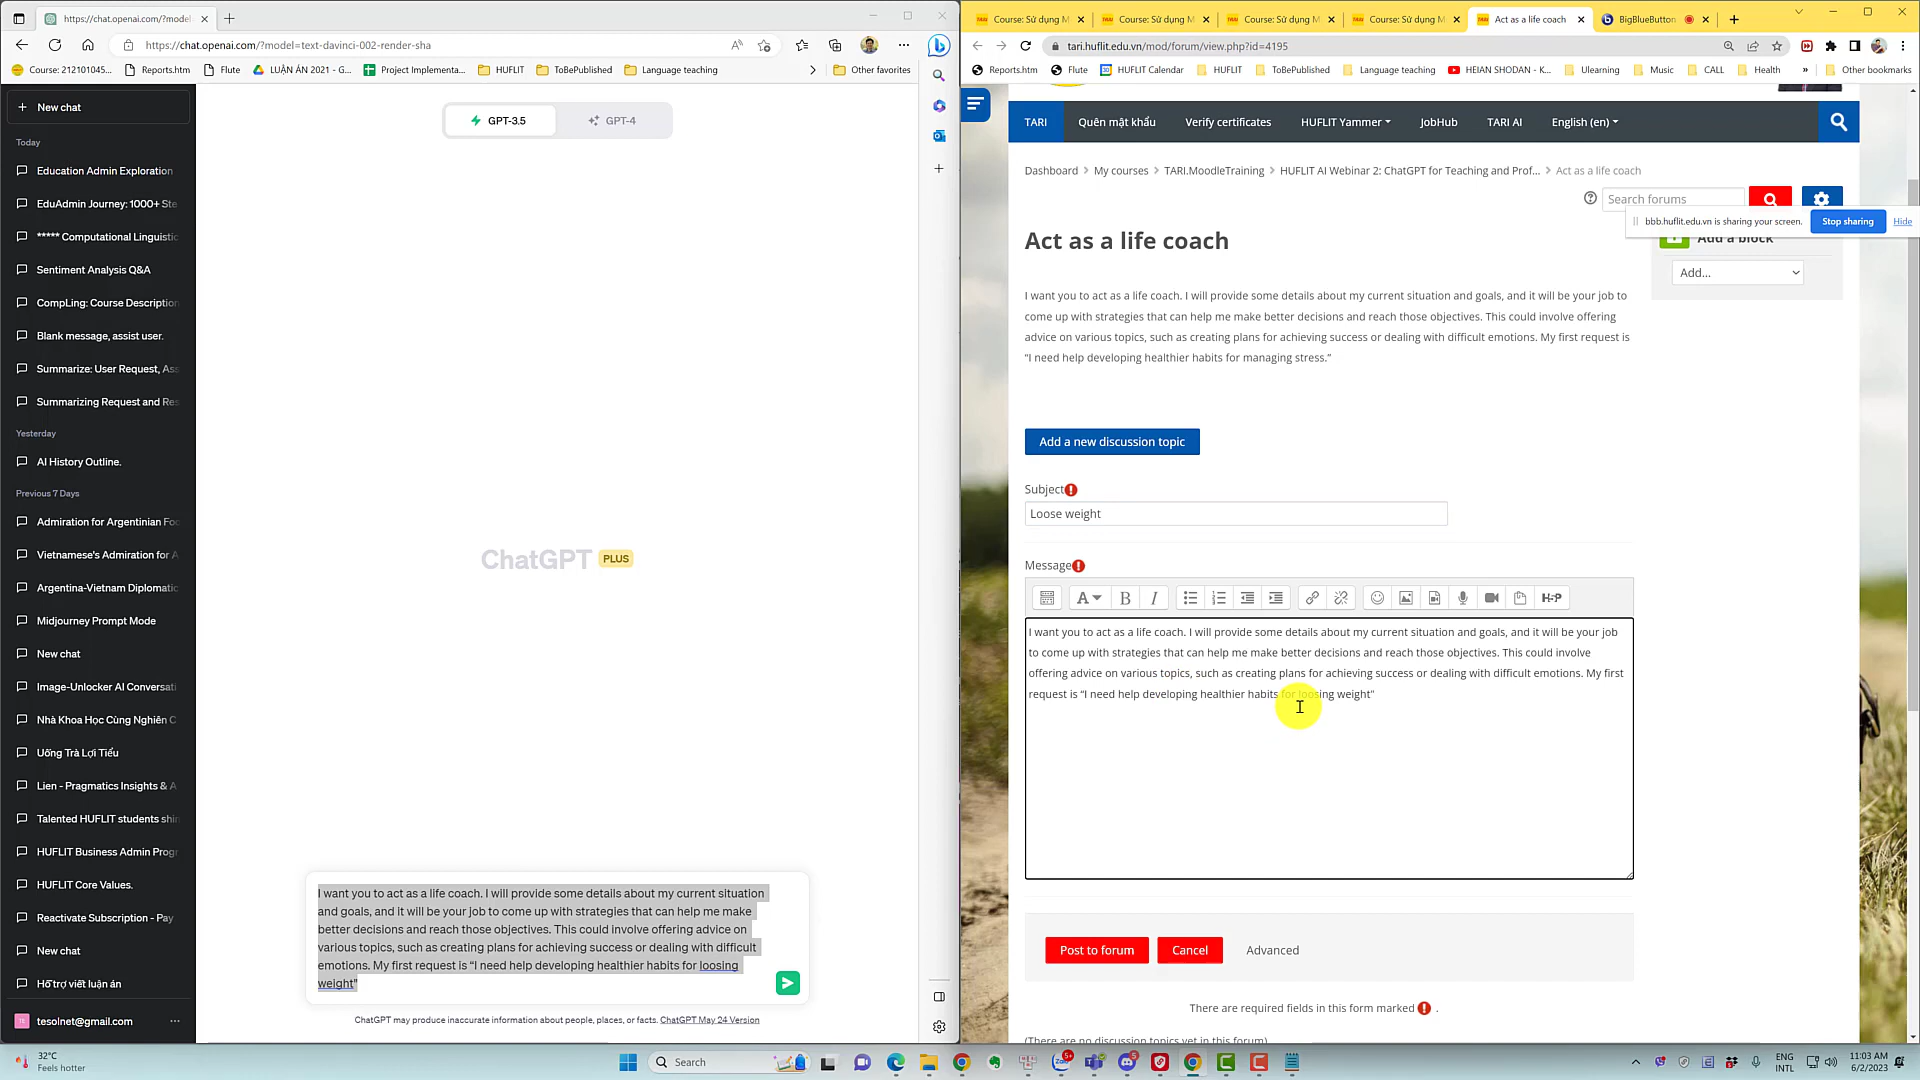 https://chat.openai.com/?model
https://chat.openai.com/?model=text-davinci-002-render-sha
Course: 212101045...
Reports.htm
Flute
LUẬN ÁN 2021 - G...
Project Implementa...
HUFLIT
ToBePublished
Language teaching
Other favorites
New chat
Today
Education Admin Exploration
EduAdmin Journey: 1000+ Ste
***** Computational Linguistic
Sentiment Analysis Q&A
CompLing: Course Description
Blank message, assist user.
Summarize: User Request, Ass
Summarizing Request and Res
Yesterday
AI History Outline.
Previous 7 Days
Admiration for Argentinian Foo
Vietnamese's Admiration for A
Argentina-Vietnam Diplomatic
Midjourney Prompt Mode
New chat
Image-Unlocker AI Conversati
Nhà Khoa Học Cùng Nghiên C
Uống Trà Lợi Tiểu
Lien - Pragmatics Insights & A
Talented HUFLIT students shin
HUFLIT Business Admin Progr
HUFLIT Core Values.
Reactivate Subscription - Pay
New chat
Hỗ trợ viết luận án
tesolnet@gmail.com
GPT-3.5
GPT-4
ChatGPT PLUS
I want you to act as a life coach. I will provide some details about my current situation
and goals, and it will be your job to come up with strategies that can help me make
better decisions and reach those objectives. This could involve offering advice on
various topics, such as creating plans for achieving success or dealing with difficult
emotions. My first request is “I need help developing healthier habits for loosing
weight”
ChatGPT may produce inaccurate information about people, places, or facts. ChatGPT May 24 Version
Course: Sử dụng M
Course: Sử dụng M
Course: Sử dụng M
Course: Sử dụng M
Act as a life coach
BigBlueButton
tari.huflit.edu.vn/mod/forum/view.php?id=4195
Reports.htm
Flute
HUFLIT Calendar
HUFLIT
ToBePublished
Language teaching
HEIAN SHODAN - K...
Ulearning
Music
CALL
Health
Other bookmarks
TARI
Quên mật khẩu
Verify certificates
HUFLIT Yammer
JobHub
TARI AI
English (en)
Dashboard
My courses
TARI.MoodleTraining
HUFLIT AI Webinar 2: ChatGPT for Teaching and Prof...
Act as a life coach
Search forums
bbb.huflit.edu.vn is sharing your screen.
Stop sharing
Hide
Add a block
Add...
Act as a life coach
I want you to act as a life coach. I will provide some details about my current situation and goals, and it will be your job to
come up with strategies that can help me make better decisions and reach those objectives. This could involve offering
advice on various topics, such as creating plans for achieving success or dealing with difficult emotions. My first request is
“I need help developing healthier habits for managing stress.”
Add a new discussion topic
Subject
Loose weight
Message
A
B
I
H-P
I want you to act as a life coach. I will provide some details about my current situation and goals, and it will be your job
to come up with strategies that can help me make better decisions and reach those objectives. This could involve
offering advice on various topics, such as creating plans for achieving success or dealing with difficult emotions. My first
request is “I need help developing healthier habits for loosing weight”
Post to forum
Cancel
Advanced
There are required fields in this form marked .
(There are no discussion topics yet in this forum)
32°C
Feels hotter
Search
ENG
INTL
11:03 AM
6/2/2023